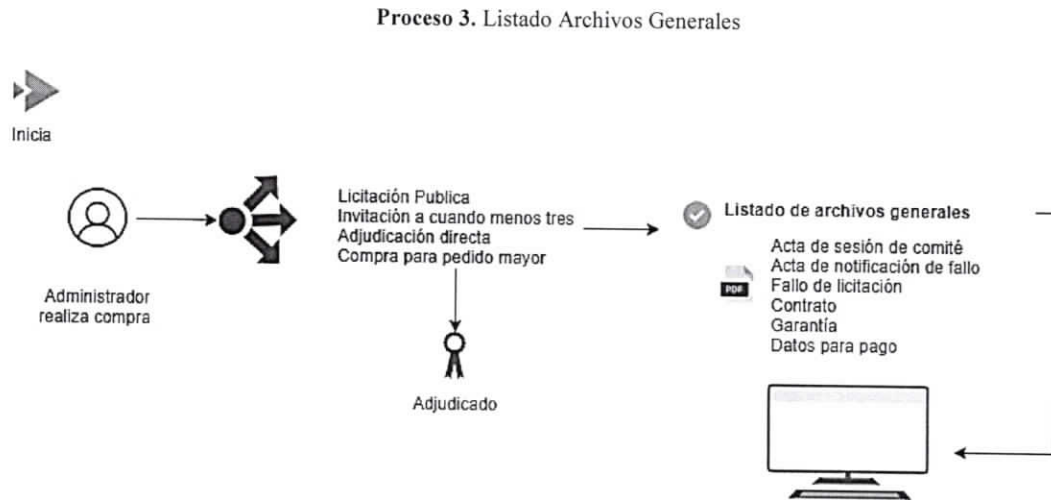 Proceso 3. Listado Archivos Generales
Inicia
Administrador
realiza compra
Licitación Publica
Invitación a cuando menos tres
Adjudicación directa
Compra para pedido mayor
Adjudicado
Listado de archivos generales
PDF
Acta de sesión de comité
Acta de notificación de fallo
Fallo de licitación
Contrato
Garantía
Datos para pago